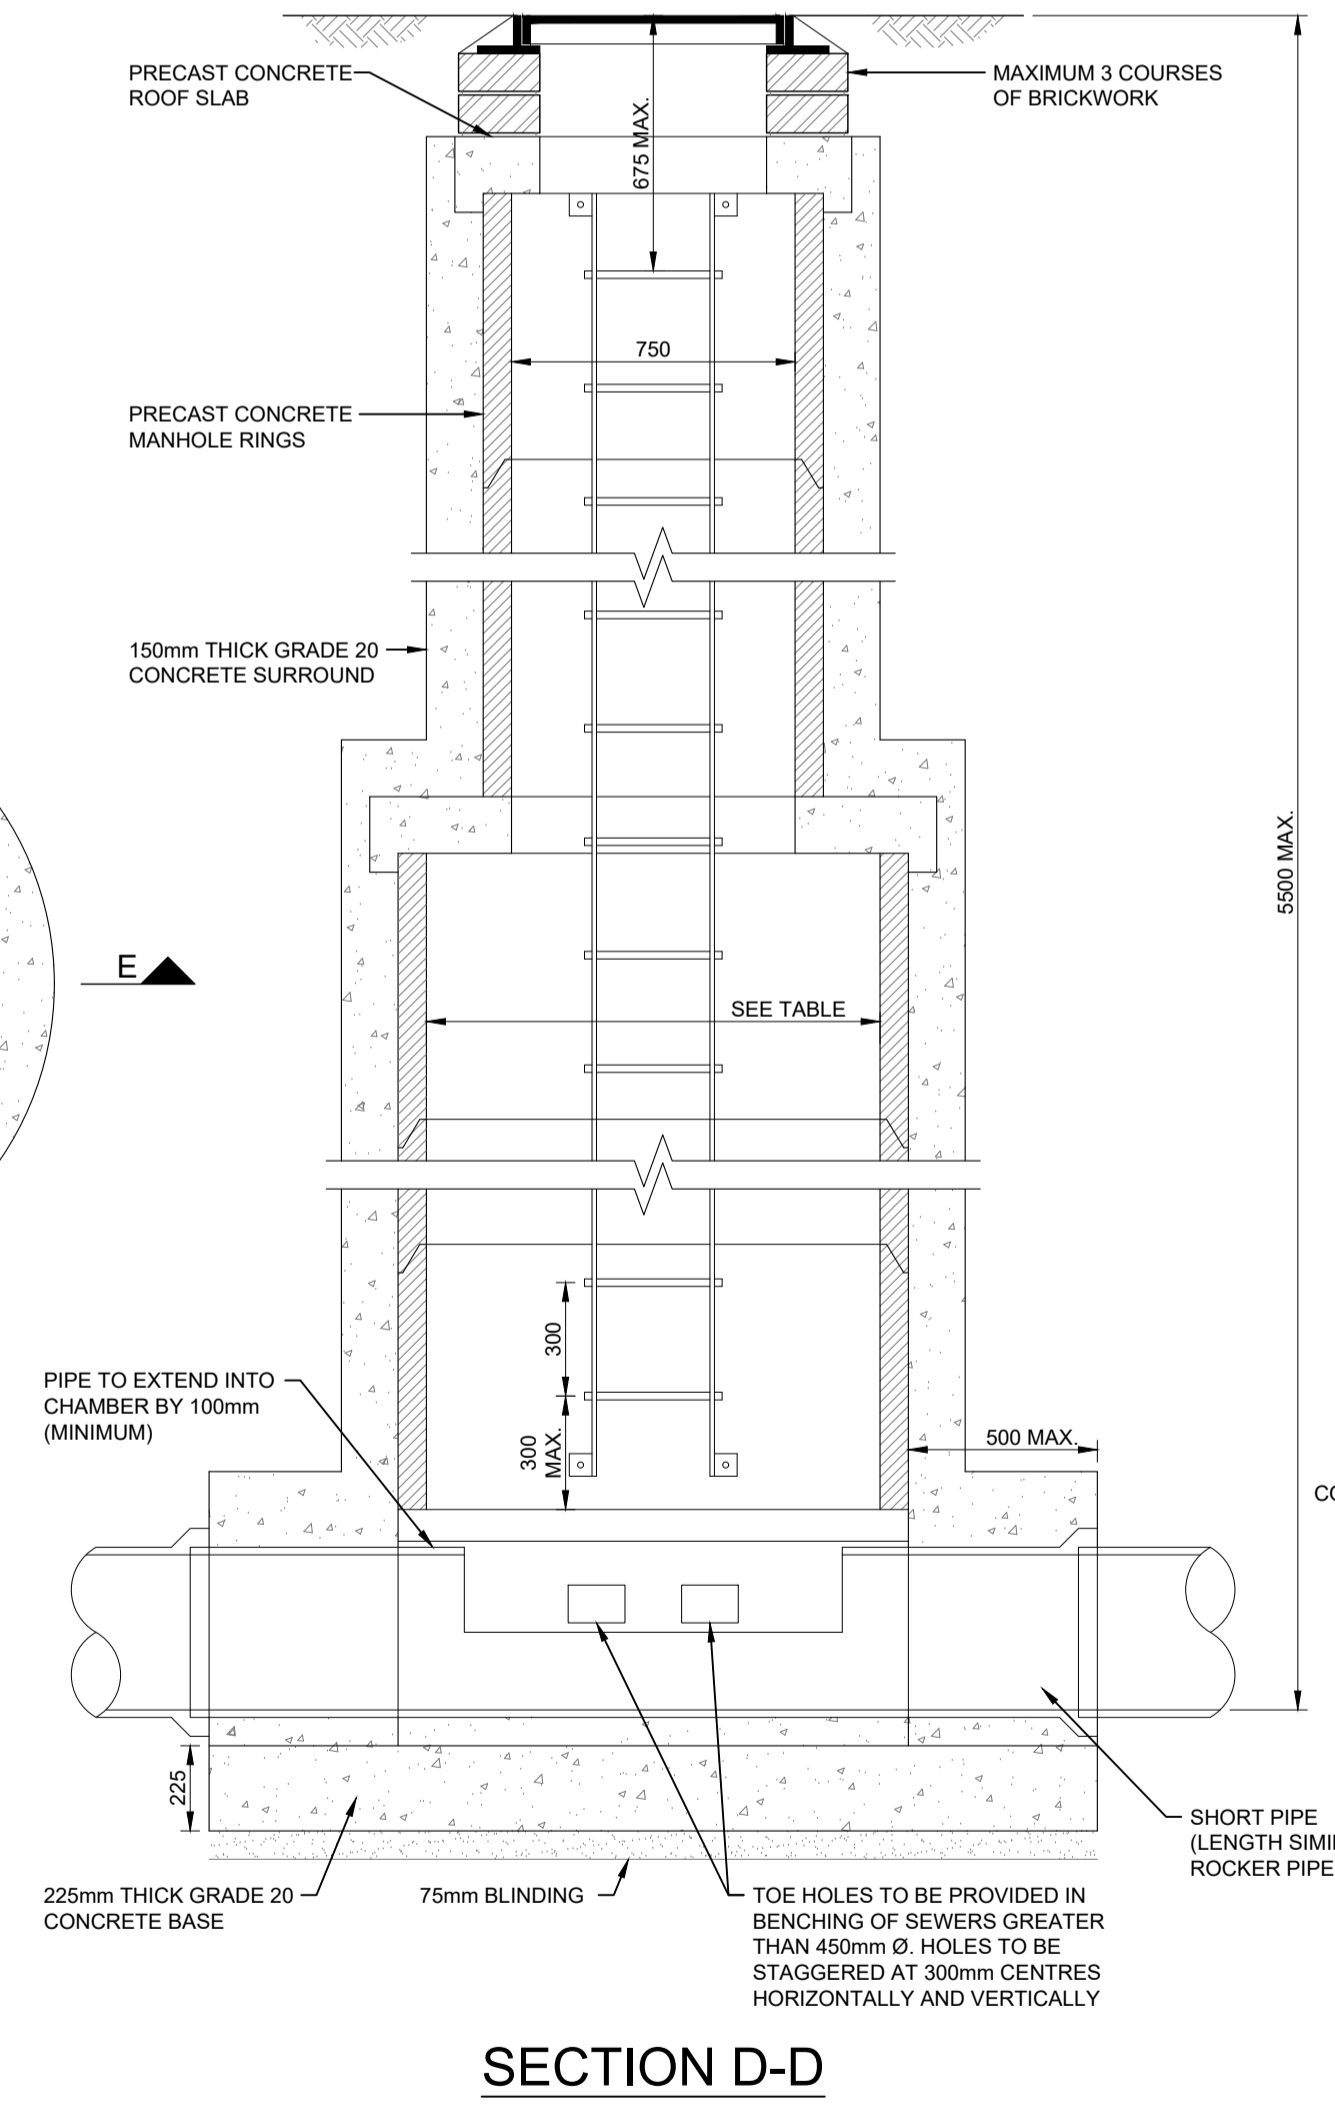 PRECAST CONCRETE
ROOF SLAB
MAXIMUM 3 COURSES
OF BRICKWORK
675 MAX.
750
PRECAST CONCRETE
MANHOLE RINGS
150mm THICK GRADE 20
CONCRETE SURROUND
5500 MAX.
E
SEE TABLE
300
300
MAX.
PIPE TO EXTEND INTO
CHAMBER BY 100mm
(MINIMUM)
500 MAX.
225
SHORT PIPE
(LENGTH
ROCKER PIPE
225mm THICK GRADE 20
CONCRETE BASE
75mm BLINDING
TOE HOLES TO BE PROVIDED IN
BENCHING OF SEWERS GREATER
THAN 450mm Ø. HOLES TO BE
STAGGERED AT 300mm CENTRES
HORIZONTALLY AND VERTICALLY
SECTION D-D